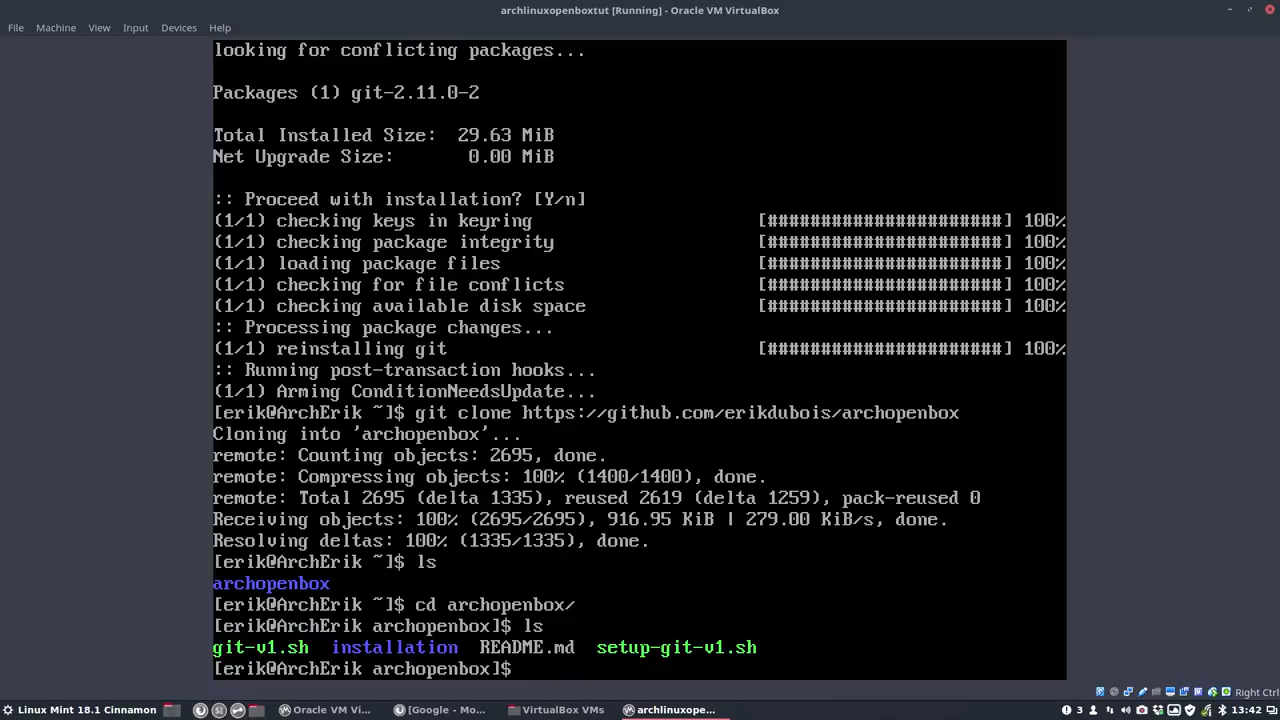 archlinuxopenboxtut [Running] - Oracle VM VirtualBox
File Machine View Input Devices Help
looking for conflicting packages...
Packages (1) git-2.11.0-2
Total Installed Size:  29.63 MiB
Net Upgrade Size:       0.00 MiB
:: Proceed with installation? [Y/n]
(1/1) checking keys in keyring [######################] 100%
(1/1) checking package integrity [######################] 100%
(1/1) loading package files [######################] 100%
(1/1) checking for file conflicts [######################] 100%
(1/1) checking available disk space [######################] 100%
:: Processing package changes...
(1/1) reinstalling git [######################] 100%
:: Running post-transaction hooks...
(1/1) Arming ConditionNeedsUpdate...
[erik@ArchErik ~]$ git clone https://github.com/erikdubois/archopenbox
Cloning into 'archopenbox'...
remote: Counting objects: 2695, done.
remote: Compressing objects: 100% (1400/1400), done.
remote: Total 2695 (delta 1335), reused 2619 (delta 1259), pack-reused 0
Receiving objects: 100% (2695/2695), 916.95 KiB | 279.00 KiB/s, done.
Resolving deltas: 100% (1335/1335), done.
[erik@ArchErik ~]$ ls
archopenbox
[erik@ArchErik ~]$ cd archopenbox/
[erik@ArchErik archopenbox]$ ls
git-v1.sh  installation  README.md  setup-git-v1.sh
[erik@ArchErik archopenbox]$
Right Ctrl
Linux Mint 18.1 Cinnamon Oracle VM Vi... [Google - Mo... VirtualBox VMs archlinuxope... 3 13:42